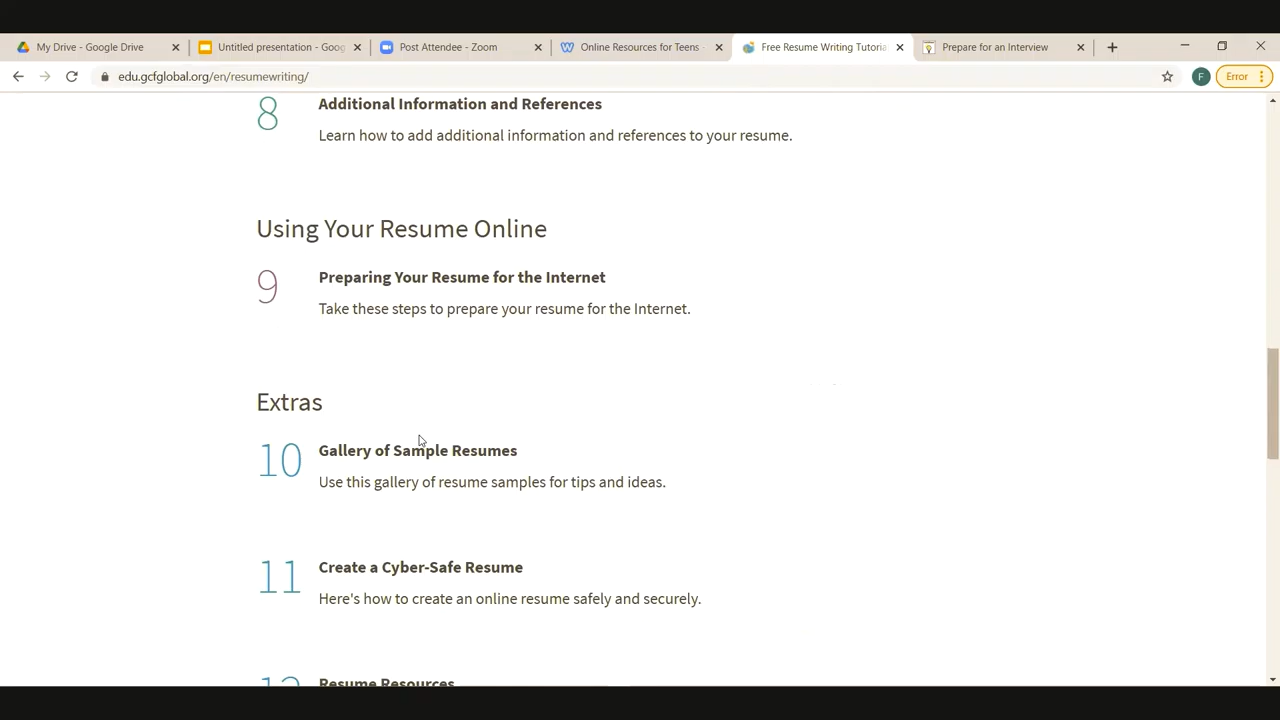 My Drive - Google Drive
Untitled presentation - Goog
Post Attendee - Zoom
Online Resources for Teens -
Free Resume Writing Tutoria
Prepare for an Interview
edu.gcfglobal.org/en/resumewriting/
F
Error
8
Additional Information and References
Learn how to add additional information and references to your resume.
Using Your Resume Online
9
Preparing Your Resume for the Internet
Take these steps to prepare your resume for the Internet.
Extras
10
Gallery of Sample Resumes
Use this gallery of resume samples for tips and ideas.
11
Create a Cyber-Safe Resume
Here's how to create an online resume safely and securely.
12
Resume Resources